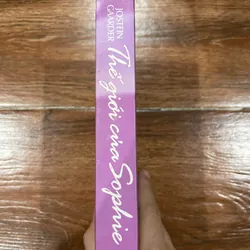 JOSTEIN
GAARDER
Thế giới của Sophie